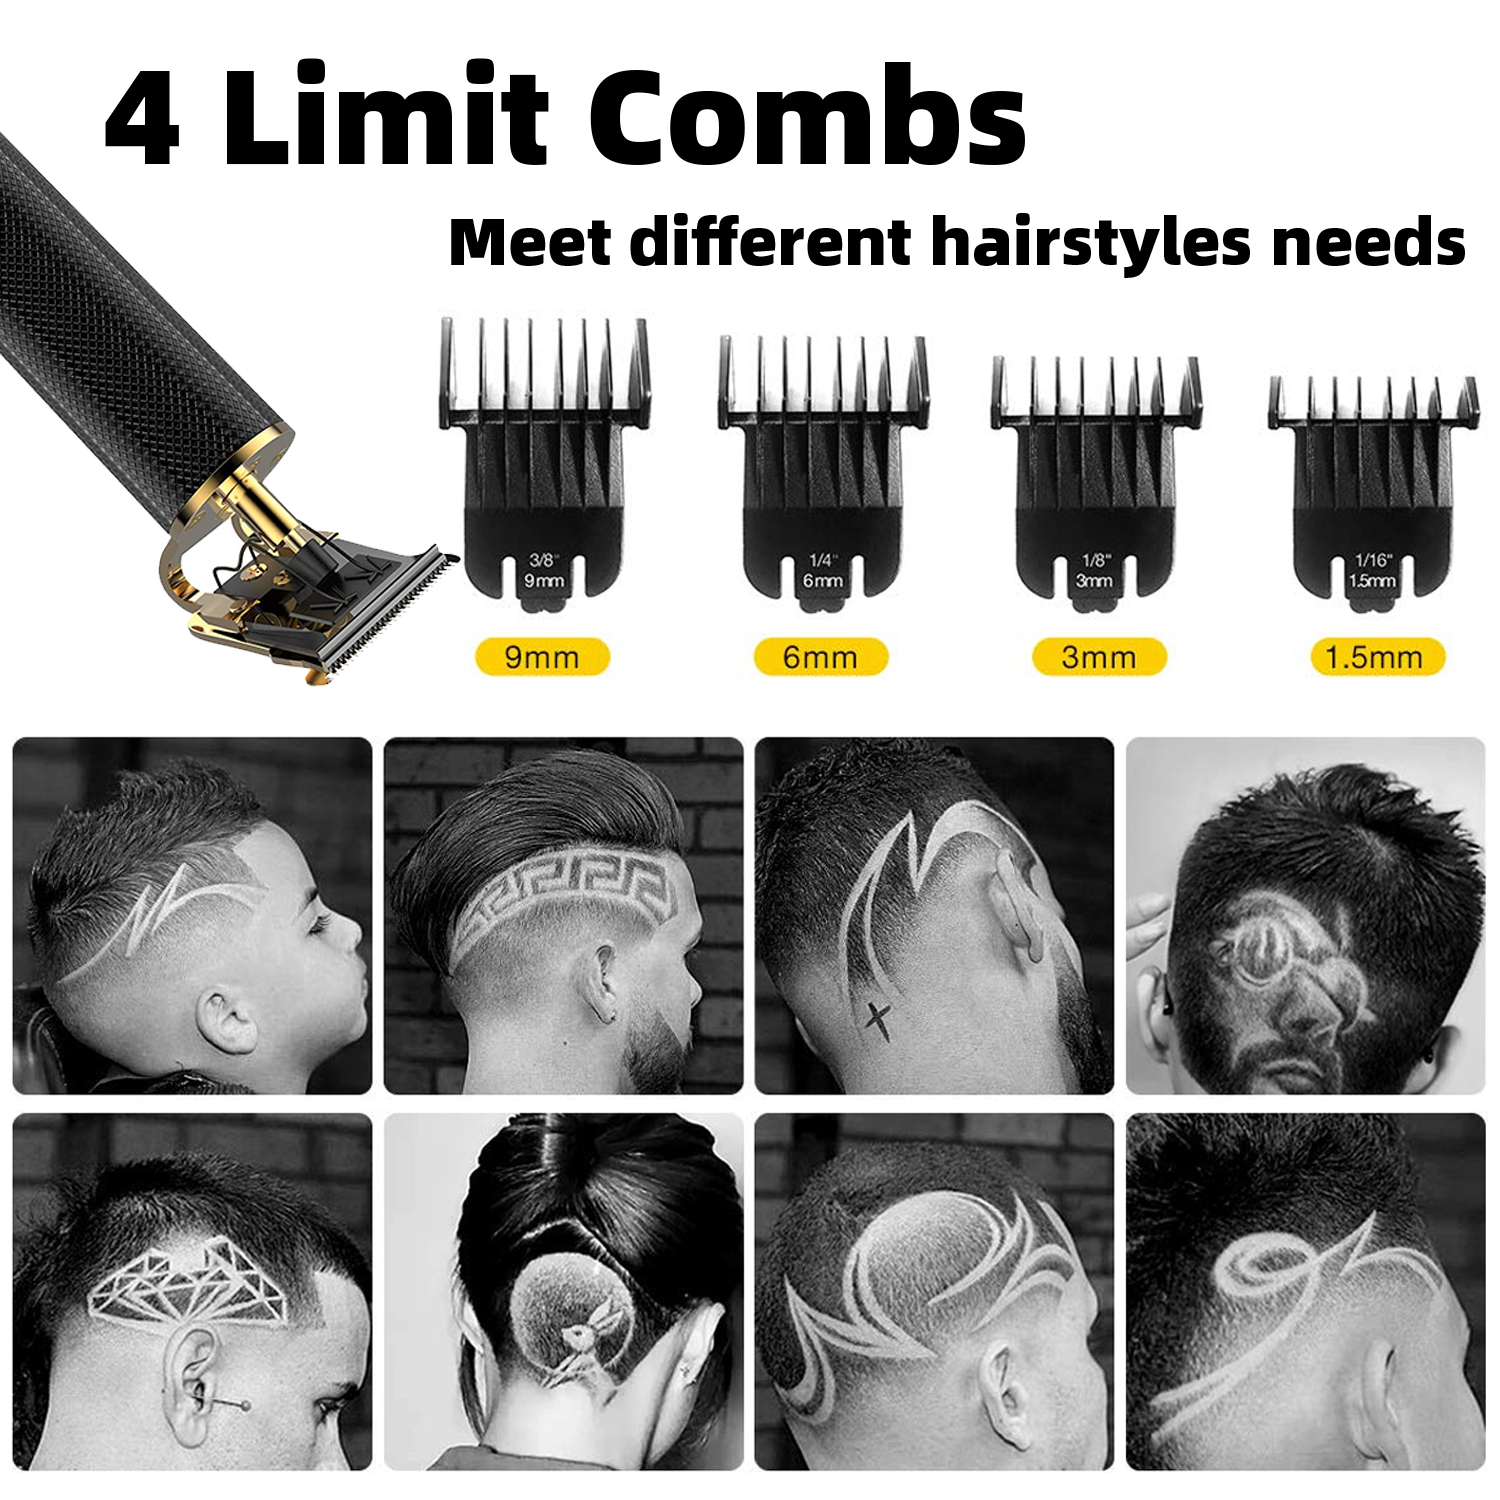 4 Limit Combs
Meet different hairstyles needs
3/8"
9mm
1/4"
6mm
1/8"
3mm
1/16"
1.5mm
9mm
6mm
3mm
1.5mm